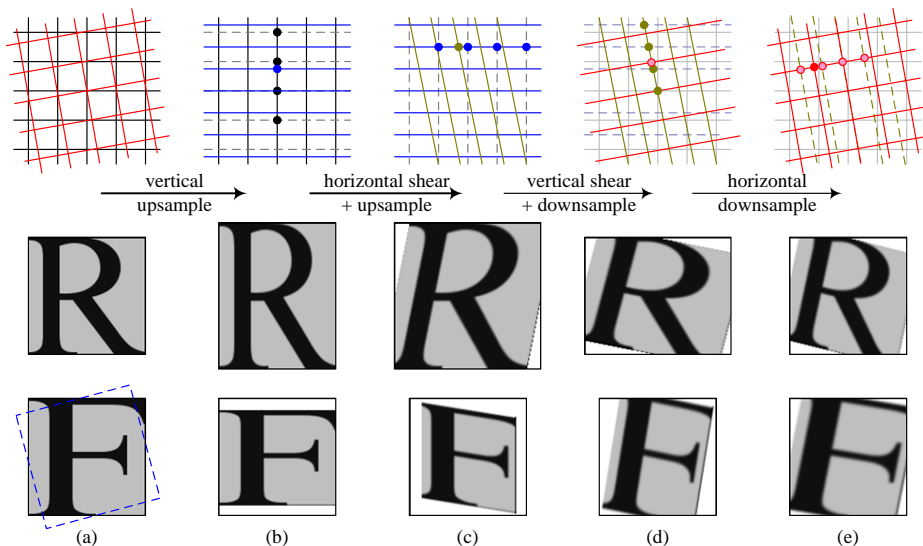 vertical
upsample
horizontal shear
+ upsample
vertical shear
+ downsample
horizontal
downsample
R R R R R
F F F F F
(a) (b) (c) (d) (e)